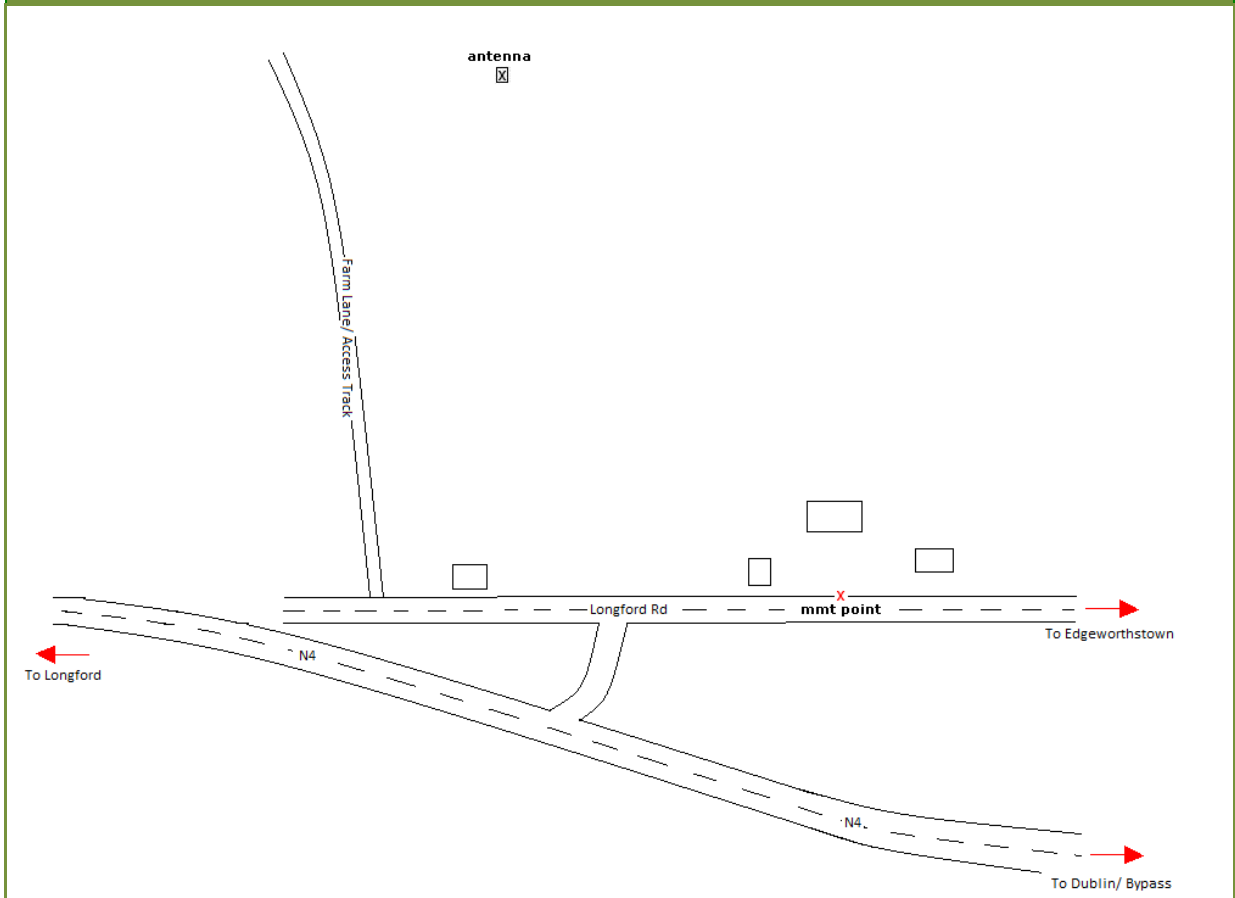 antenna
X
Farm Lane/ Access Track
X
Longford Rd
mmt point
To Edgeworthstown
N4
To Longford
N4
To Dublin/ Bypass